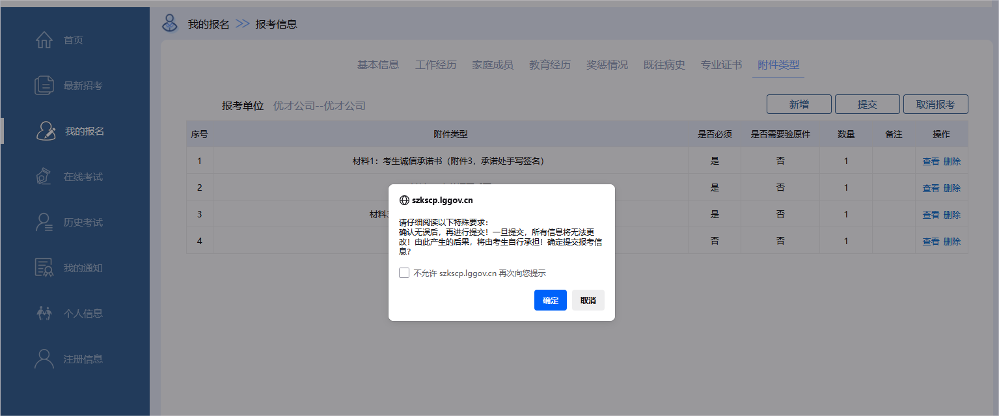 首页
最新招考
我的报名
在线考试
历史考试
我的通知
个人信息
注册信息
我的报名 报考信息
基本信息 工作经历 家庭成员 教育经历 奖惩情况 既往病史 专业证书 附件类型
报考单位 优才公司--优才公司
新增 提交 取消报考
序号 附件类型 是否必须 是否需要验原件 数量 备注 操作
1 材料1：考生诚信承诺书（附件3，承诺处手写签名） 是 否 1 查看 删除
2 是 否 1 查看 删除
3 材料3 是 否 1 查看 删除
4 否 否 1 查看 删除
szkscp.lggov.cn
请仔细阅读以下特殊要求：
确认无误后，再进行提交！一旦提交，所有信息将无法更
改！由此产生的后果，将由考生自行承担！确定提交报考信
息？
不允许 szkscp.lggov.cn 再次向您提示
确定 取消